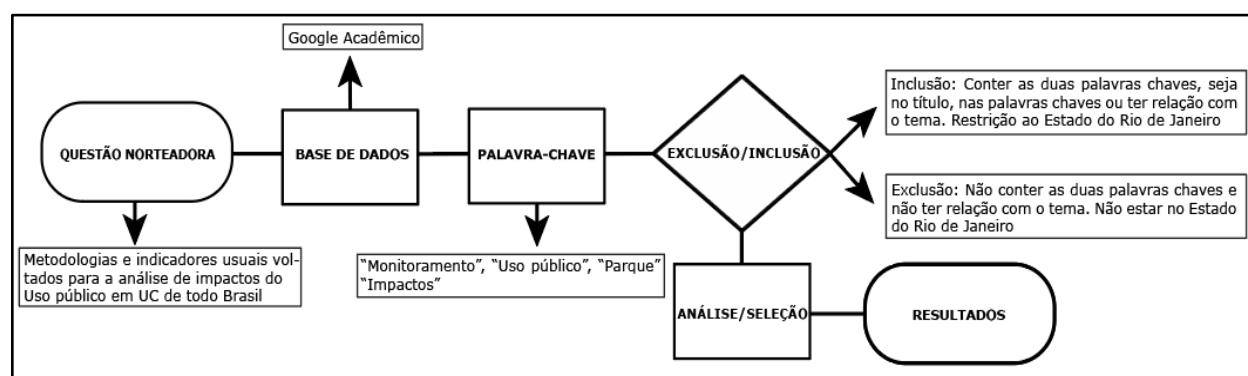 Google Acadêmico
QUESTÃO NORTEADORA
BASE DE DADOS
PALAVRA-CHAVE
EXCLUSÃO/INCLUSÃO
Inclusão: Conter as duas palavras chaves, seja
no título, nas palavras chaves ou ter relação com
o tema. Restrição ao Estado do Rio de Janeiro
Exclusão: Não conter as duas palavras chaves e
não ter relação com o tema. Não estar no Estado
do Rio de Janeiro
Metodologias e indicadores usuais vol-
tados para a análise de impactos do
Uso público em UC de todo Brasil
“Monitoramento”, “Uso público”, “Parque”
“Impactos”
ANÁLISE/SELEÇÃO
RESULTADOS